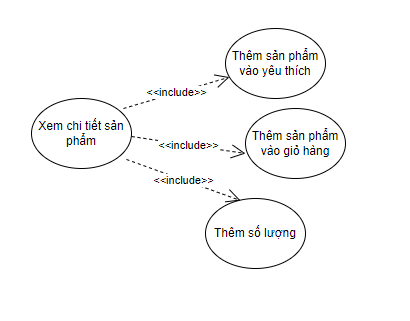 Thêm sản phẩm
vào yêu thích
<<include>>
Xem chi tiết sản
phẩm
<<include>>
Thêm sản phẩm
vào giỏ hàng
<<include>>
Thêm số lượng